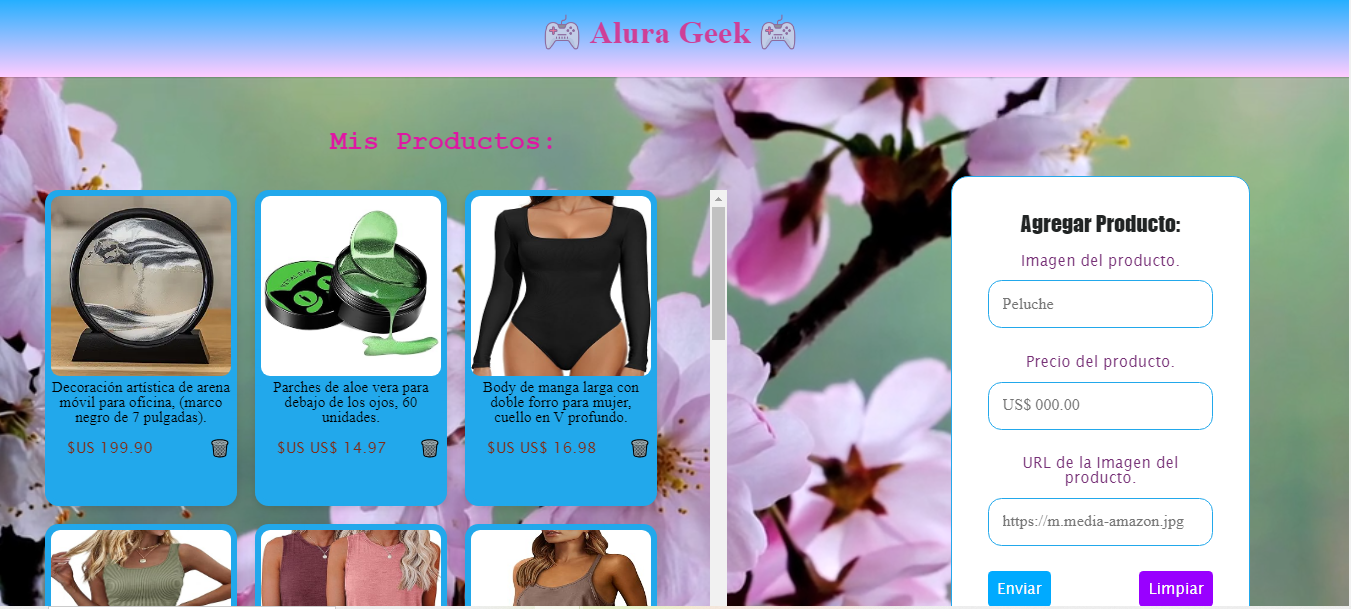 Alura Geek
Mis Productos:
Decoración artística de arena
móvil para oficina, (marco
negro de 7 pulgadas).
$US 199.90
Parches de aloe vera para
debajo de los ojos, 60
unidades.
$US US$ 14.97
Body de manga larga con
doble forro para mujer,
cuello en V profundo.
$US US$ 16.98
Agregar Producto:
Imagen del producto.
Peluche
Precio del producto.
US$ 000.00
URL de la Imagen del
producto.
https://m.media-amazon.jpg
Enviar
Limpiar